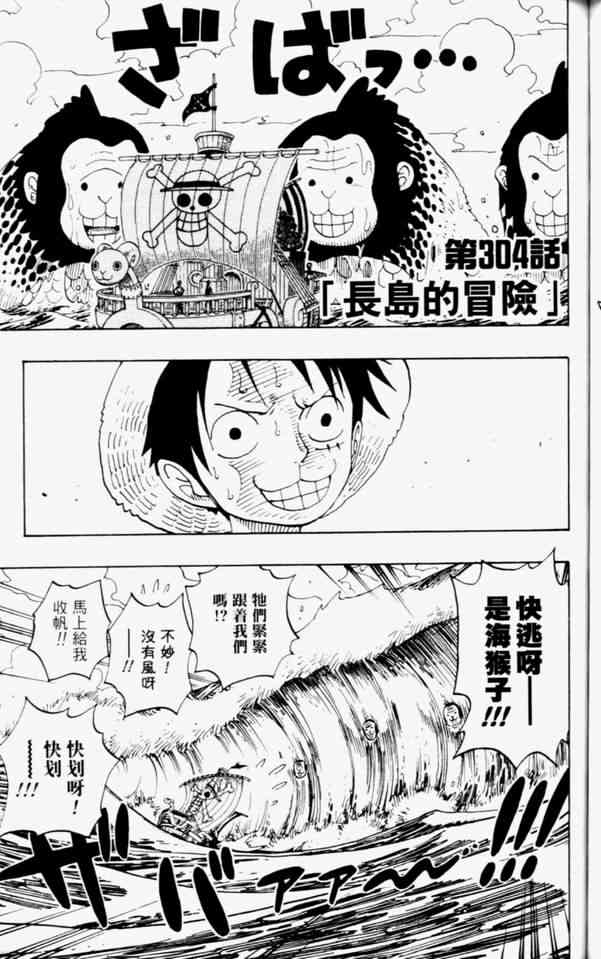 ざばっ…
第304話
「長島的冒險」
快逃呀—
是海猴子!!!
牠們緊緊
跟着我們
嗎!?
不妙!
沒有風呀
—!!
馬上給我
收帆!!
快划呀!
快划
~~~!!!
ザバアァァ〜〜!!!